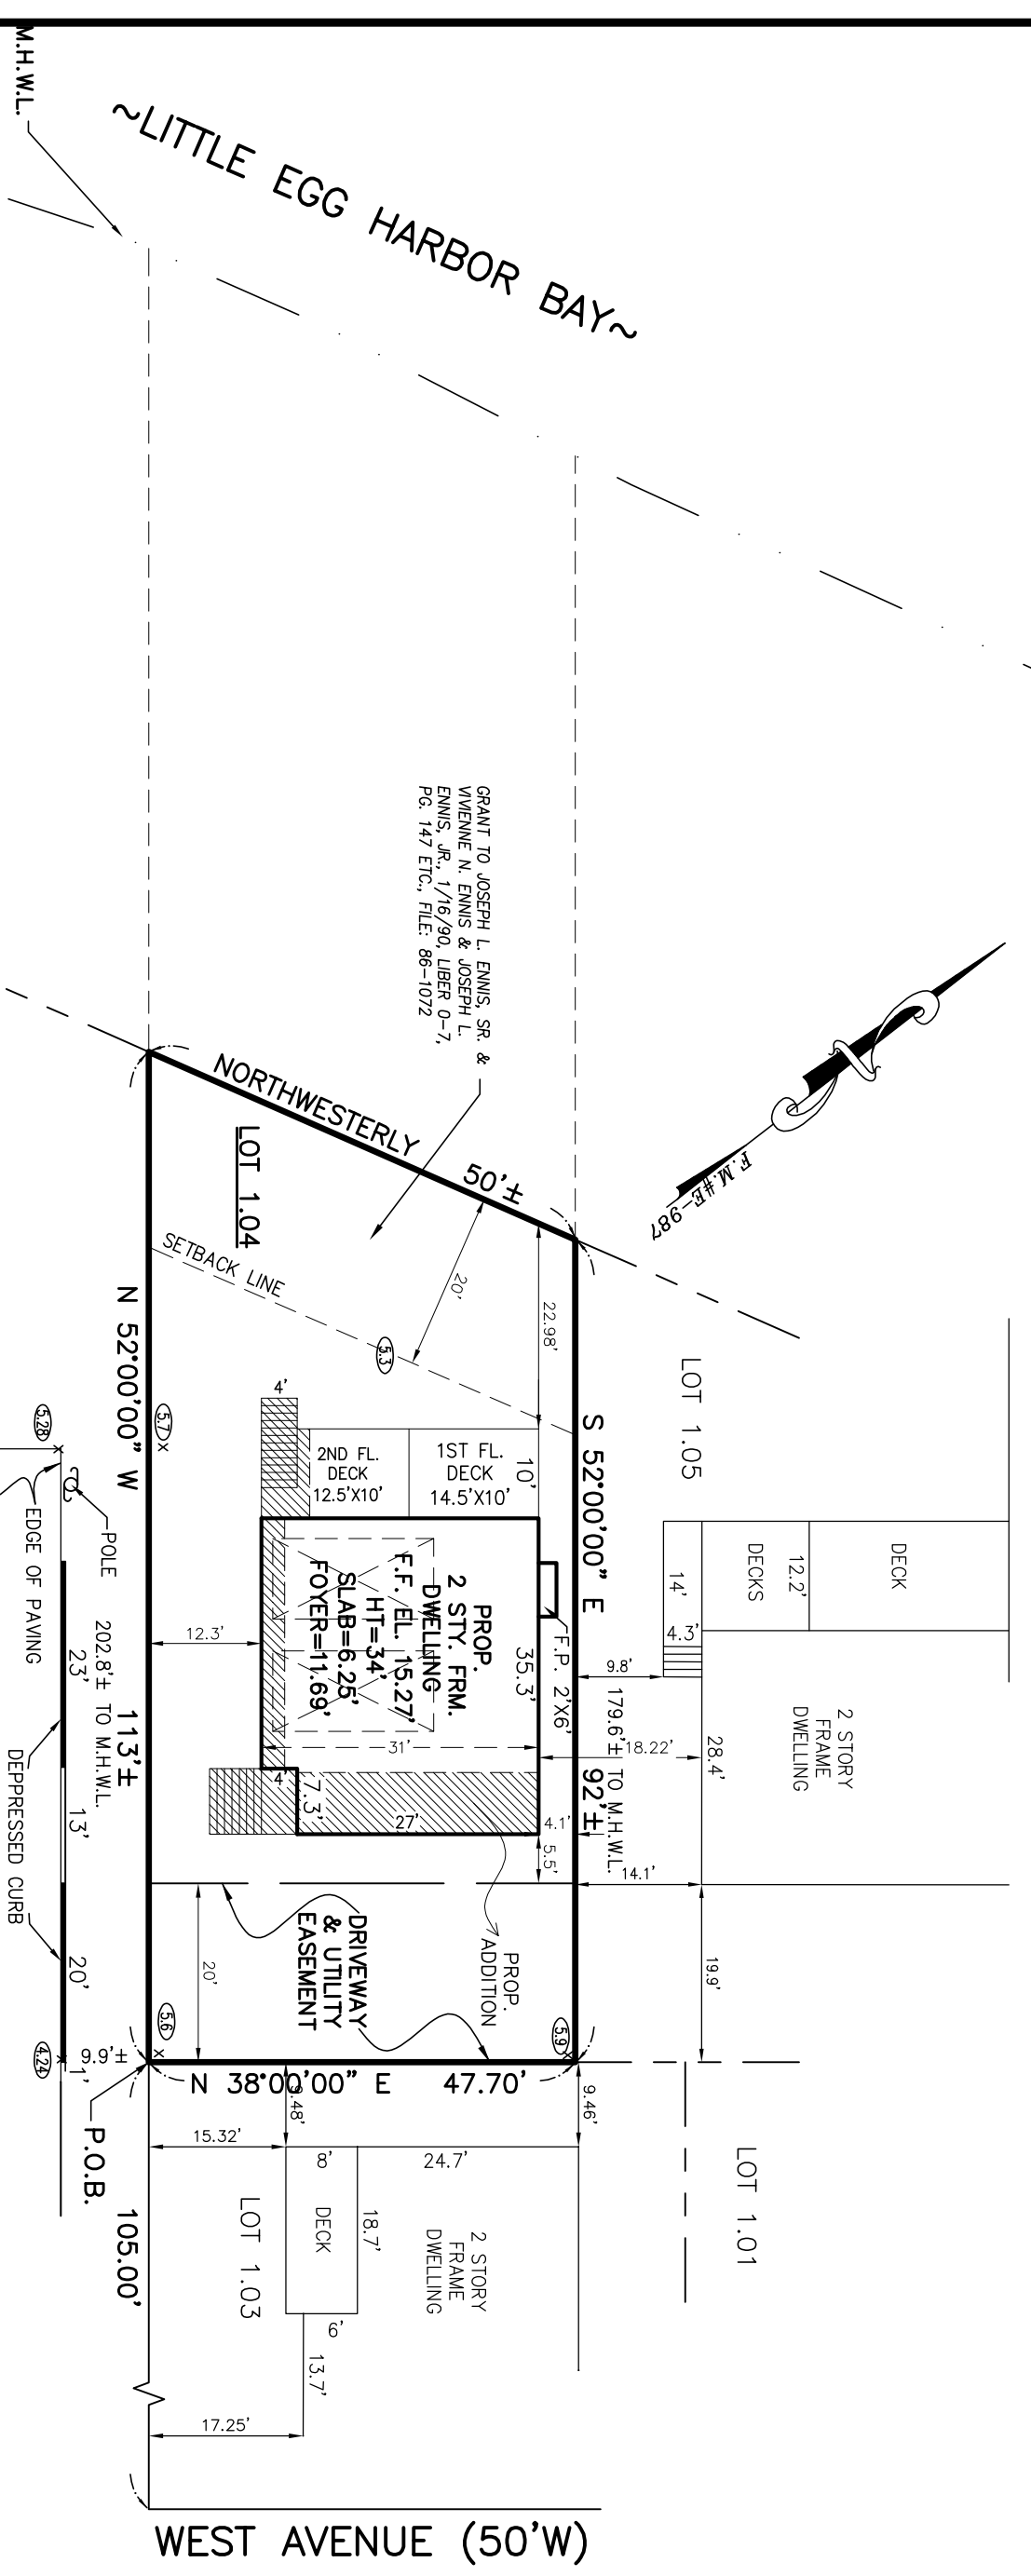 M.H.W.L.
~LITTLE EGG HARBOR BAY~
GRANT TO JOSEPH L. ENNIS, SR. &
VIVIENNE N. ENNIS & JOSEPH L.
ENNIS, JR., 1/16/90, LIBER O-7,
PG. 147 ETC., FILE: 86-1072
F.M.#E-987
NORTHWESTERLY 50'±
LOT 1.04
SETBACK LINE
20'
22.98'
5.3
LOT 1.05
S 52°00'00" E 92'±
179.6'± TO M.H.W.L.
N 52°00'00" W 113'±
202.8'± TO M.H.W.L.
5.7 x
5.28
x
POLE
EDGE OF PAVING
4'
2ND FL.
DECK
12.5'X10'
1ST FL.
DECK
14.5'X10'
10'
DECK
12.2'
DECKS
14'
4.3'
2 STORY
FRAME
DWELLING
28.4'
9.8'
18.22'
14.1'
19.9'
F.P. 2'X6'
35.3'
PROP.
2 STY. FRM.
DWELLING
F.F. EL. 15.27'
HT=34'
SLAB=6.25'
FOYER=11.69'
12.3'
31'
4'
7.3'
27'
4.1'
5.5'
PROP.
ADDITION
DRIVEWAY
& UTILITY
EASEMENT
20'
23'
13'
20'
1'
DEPPRESSED CURB
5.6
x
5.9
x
4.24
x
9.9'±
P.O.B.
N 38°00'00" E 47.70'
9.48'
9.46'
15.32'
8'
24.7'
DECK
18.7'
6'
13.7'
17.25'
2 STORY
FRAME
DWELLING
LOT 1.03
LOT 1.01
105.00'
WEST AVENUE (50'W)